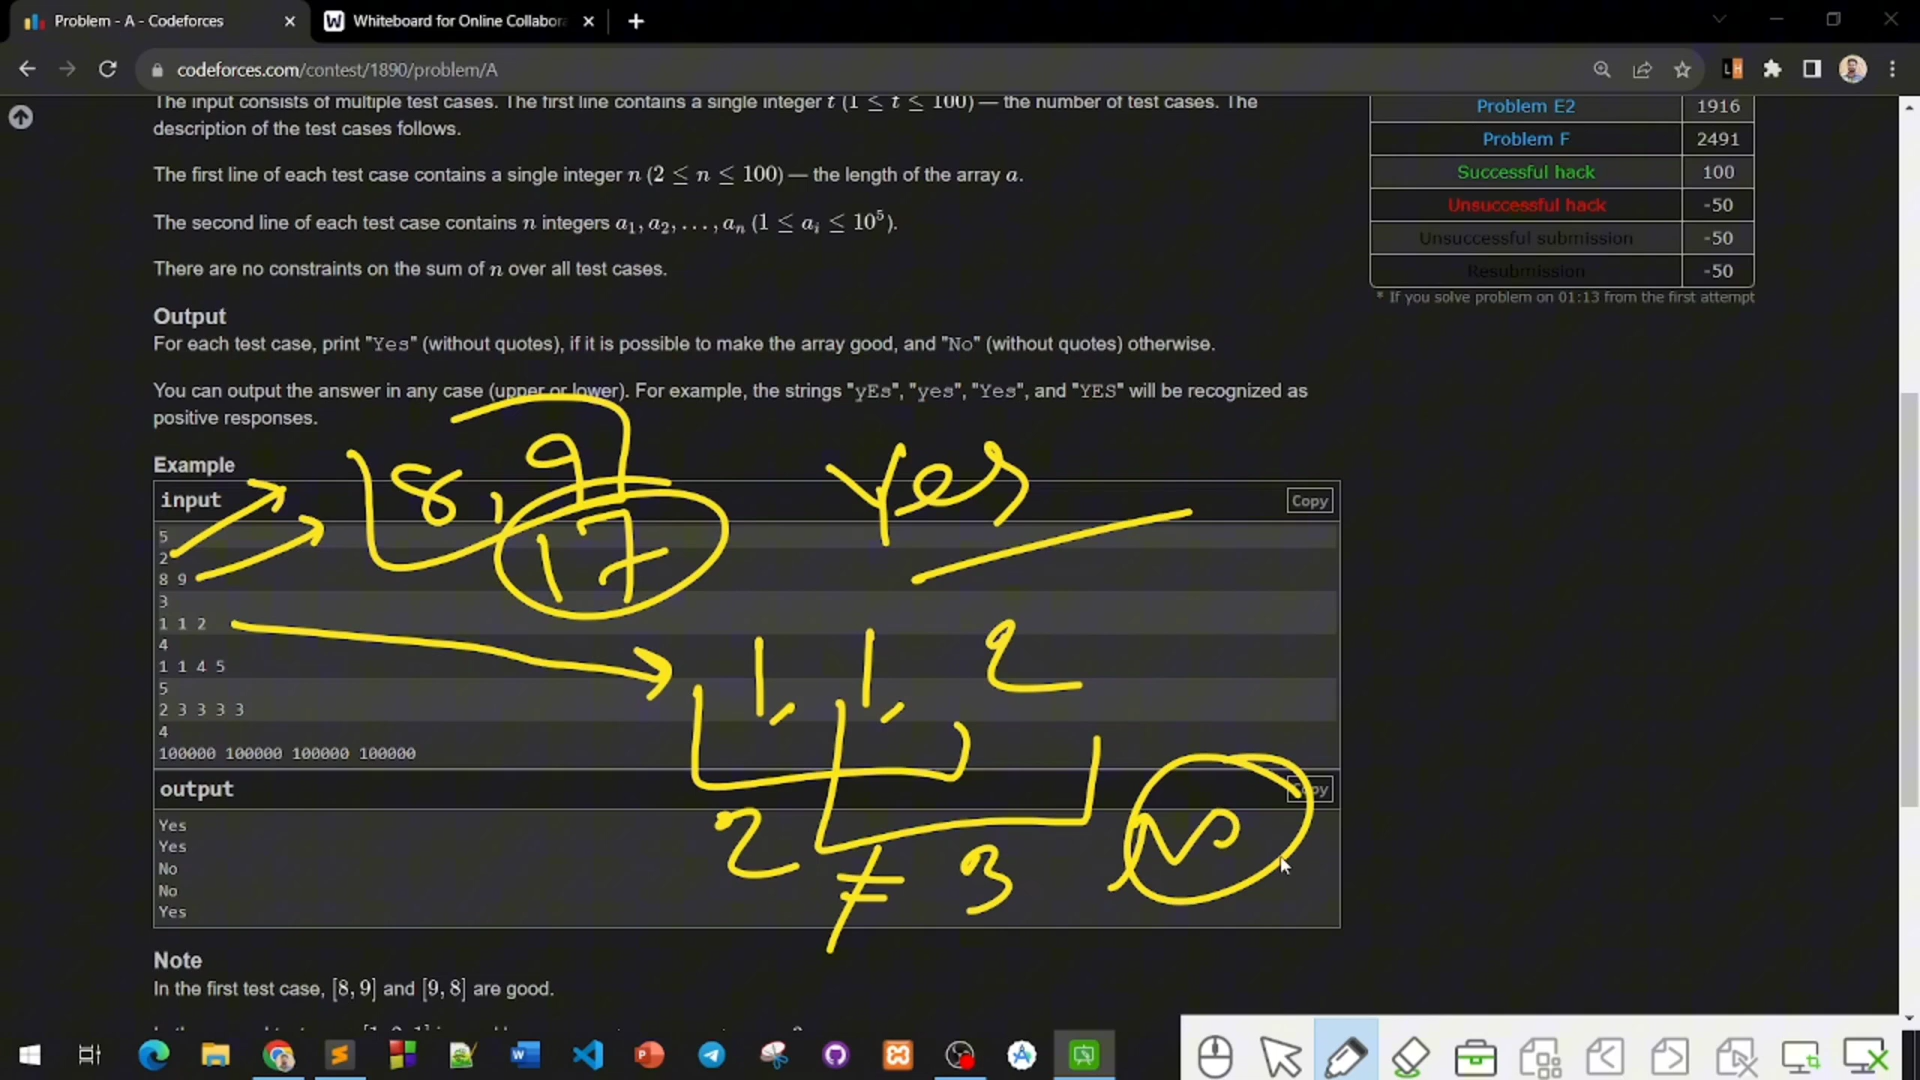 Problem - A - Codeforces
Whiteboard for Online Collabora
codeforces.com/contest/1890/problem/A
The input consists of multiple test cases. The first line contains a single integer t (1 ≤ t ≤ 100) — the number of test cases. The
description of the test cases follows.
The first line of each test case contains a single integer n (2 ≤ n ≤ 100) — the length of the array a.
The second line of each test case contains n integers a₁, a₂, …, aₙ (1 ≤ aᵢ ≤ 10⁵).
There are no constraints on the sum of n over all test cases.
Output
For each test case, print "Yes" (without quotes), if it is possible to make the array good, and "No" (without quotes) otherwise.
You can output the answer in any case (upper or lower). For example, the strings "yEs", "yes", "Yes", and "YES" will be recognized as
positive responses.
Problem E2 1916
Problem F 2491
Successful hack 100
Unsuccessful hack -50
Unsuccessful submission -50
Resubmission -50
* If you solve problem on 01:13 from the first attempt
Example
input
Copy
5
2
8 9
3
1 1 2
4
1 1 4 5
5
2 3 3 3 3
4
100000 100000 100000 100000
output
Yes
Yes
No
No
Yes
8, 9
Yes
17
1, 1, 2
2 ≠ 3
No
Note
In the first test case, [8, 9] and [9, 8] are good.